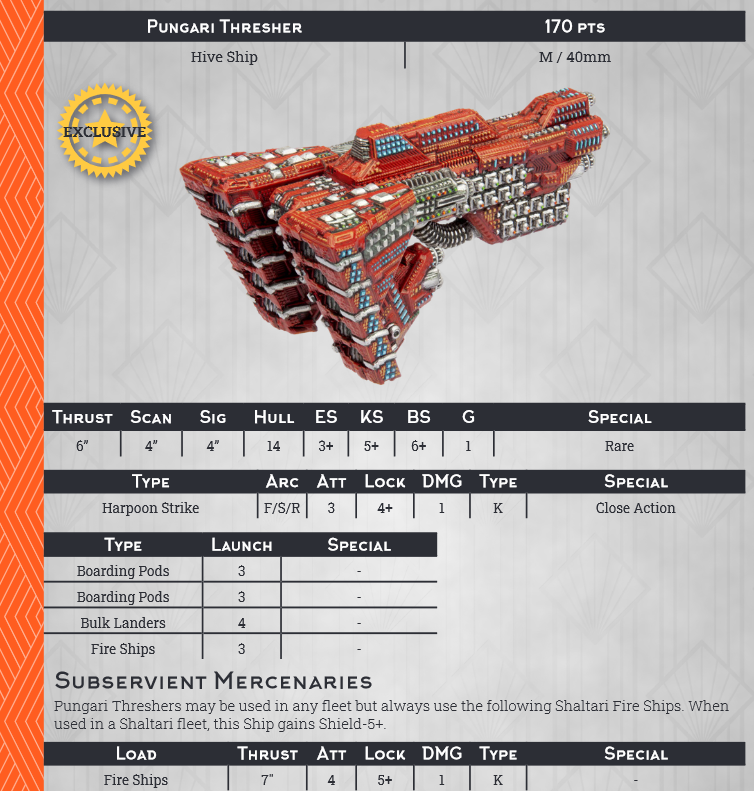 Pungari Thresher 170 pts
Hive Ship M / 40mm
EXCLUSIVE
Thrust Scan Sig Hull ES KS BS G Special
6" 4" 4" 14 3+ 5+ 6+ 1 Rare
Type Arc Att Lock DMG Type Special
Harpoon Strike F/S/R 3 4+ 1 K Close Action
Type Launch Special
Boarding Pods 3 -
Boarding Pods 3 -
Bulk Landers 4 -
Fire Ships 3 -
Subservient Mercenaries
Pungari Threshers may be used in any fleet but always use the following Shaltari Fire Ships. When
used in a Shaltari fleet, this Ship gains Shield-5+.
Load Thrust Att Lock DMG Type Special
Fire Ships 7" 4 5+ 1 K -